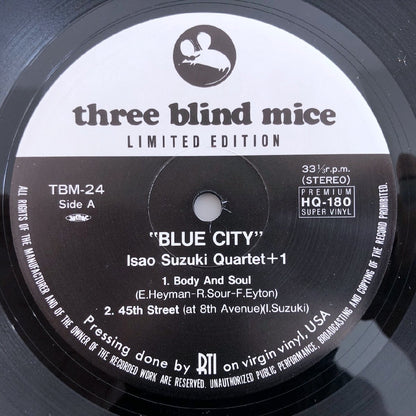 three blind mice
LIMITED EDITION
TBM-24
Side A
33 ⅓ r.p.m.
(STEREO)
PREMIUM
HQ-180
SUPER VINYL
"BLUE CITY"
Isao Suzuki Quartet+1
1. Body And Soul
(E.Heyman-R.Sour-F.Eyton)
2. 45th Street (at 8th Avenue)(I.Suzuki)
Pressing done by RTI on virgin vinyl, USA
ALL RIGHTS OF THE MANUFACTURER AND OF THE OWNER OF THE RECORDED WORK ARE RESERVED. UNAUTHORIZED PUBLIC PERFORMANCE, BROADCASTING AND COPYING OF THE RECORD PROHIBITED.